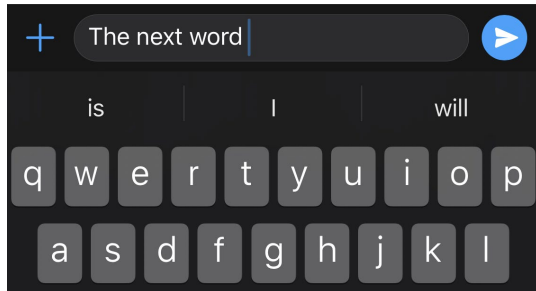 The next word
is I will
q w e r t y u i o p
a s d f g h j k l